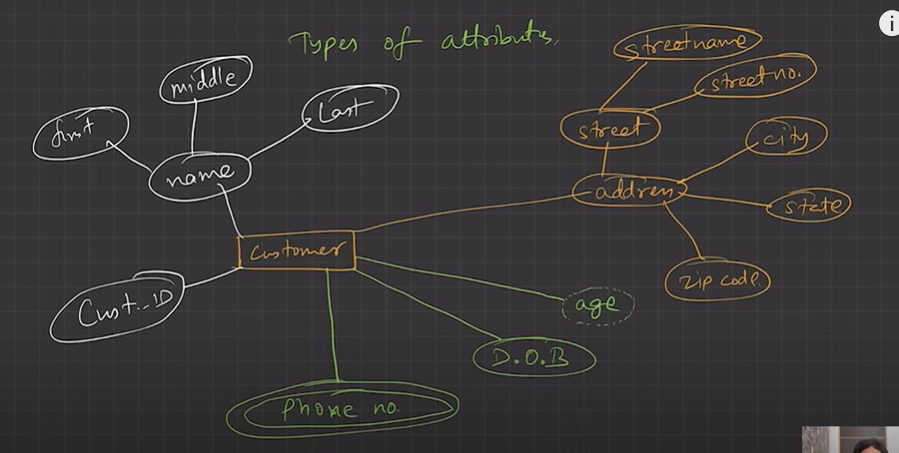 Types of attributes.
streetname
middle
street no.
Last
first
street
city
name
address
state
Customer
zip code
Cust.-ID
age
D.O.B
Phone no.